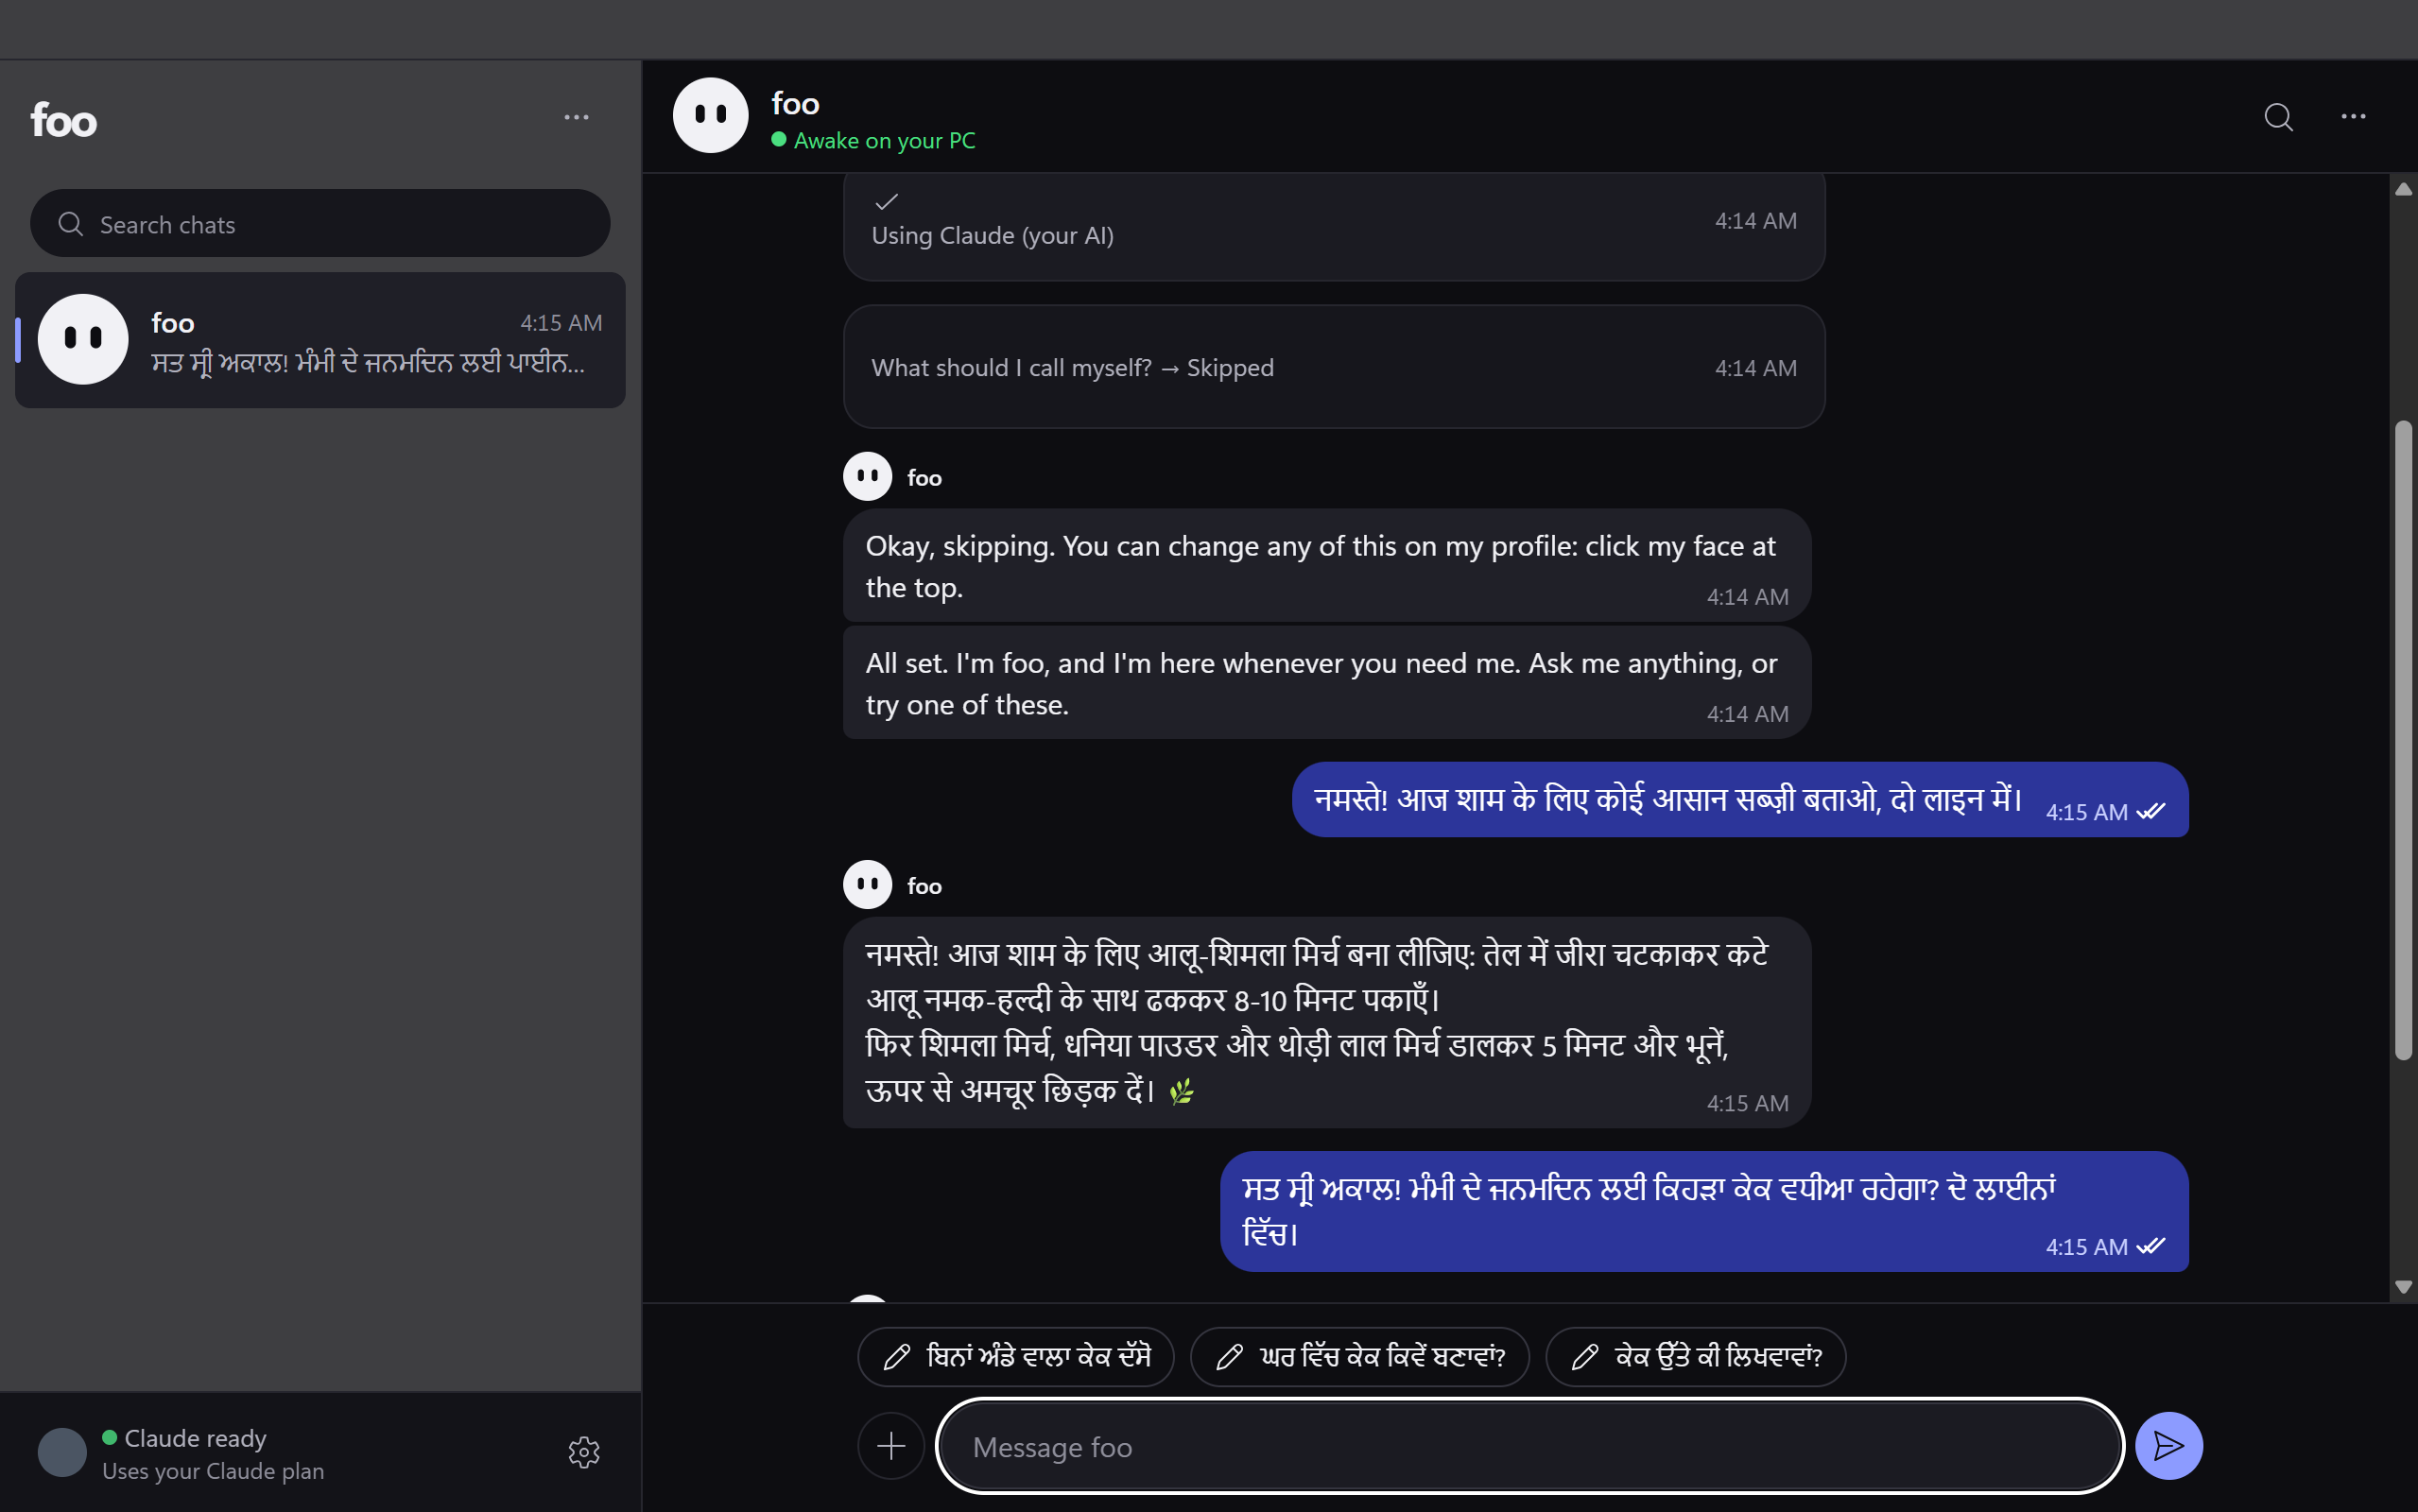 foo
Search chats
foo
4:15 AM
ਸਤ ਸ੍ਰੀ ਅਕਾਲ! ਮੰਮੀ ਦੇ ਜਨਮਦਿਨ ਲਈ ਪਾਈਨ...
Claude ready
Uses your Claude plan
foo
Awake on your PC
Using Claude (your AI)
4:14 AM
What should I call myself? → Skipped
4:14 AM
foo
Okay, skipping. You can change any of this on my profile: click my face at
the top.
4:14 AM
All set. I'm foo, and I'm here whenever you need me. Ask me anything, or
try one of these.
4:14 AM
नमस्ते! आज शाम के लिए कोई आसान सब्ज़ी बताओ, दो लाइन में।
4:15 AM
foo
नमस्ते! आज शाम के लिए आलू-शिमला मिर्च बना लीजिए: तेल में जीरा चटकाकर कटे
आलू नमक-हल्दी के साथ ढककर 8-10 मिनट पकाएँ।
फिर शिमला मिर्च, धनिया पाउडर और थोड़ी लाल मिर्च डालकर 5 मिनट और भूनें,
ऊपर से अमचूर छिड़क दें। 🌿
4:15 AM
ਸਤ ਸ੍ਰੀ ਅਕਾਲ! ਮੰਮੀ ਦੇ ਜਨਮਦਿਨ ਲਈ ਕਿਹੜਾ ਕੇਕ ਵਧੀਆ ਰਹੇਗਾ? ਦੋ ਲਾਈਨਾਂ
ਵਿੱਚ।
4:15 AM
ਬਿਨਾਂ ਅੰਡੇ ਵਾਲਾ ਕੇਕ ਦੱਸੋ
ਘਰ ਵਿੱਚ ਕੇਕ ਕਿਵੇਂ ਬਣਾਵਾਂ?
ਕੇਕ ਉੱਤੇ ਕੀ ਲਿਖਵਾਵਾਂ?
Message foo